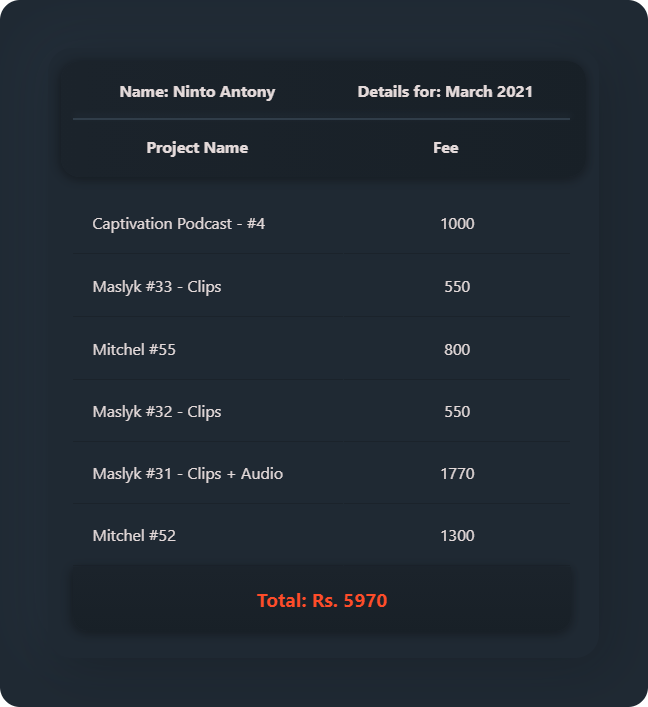 Name: Ninto Antony Details for: March 2021
Project Name Fee
Captivation Podcast - #4 1000
Maslyk #33 - Clips 550
Mitchel #55 800
Maslyk #32 - Clips 550
Maslyk #31 - Clips + Audio 1770
Mitchel #52 1300
Total: Rs. 5970